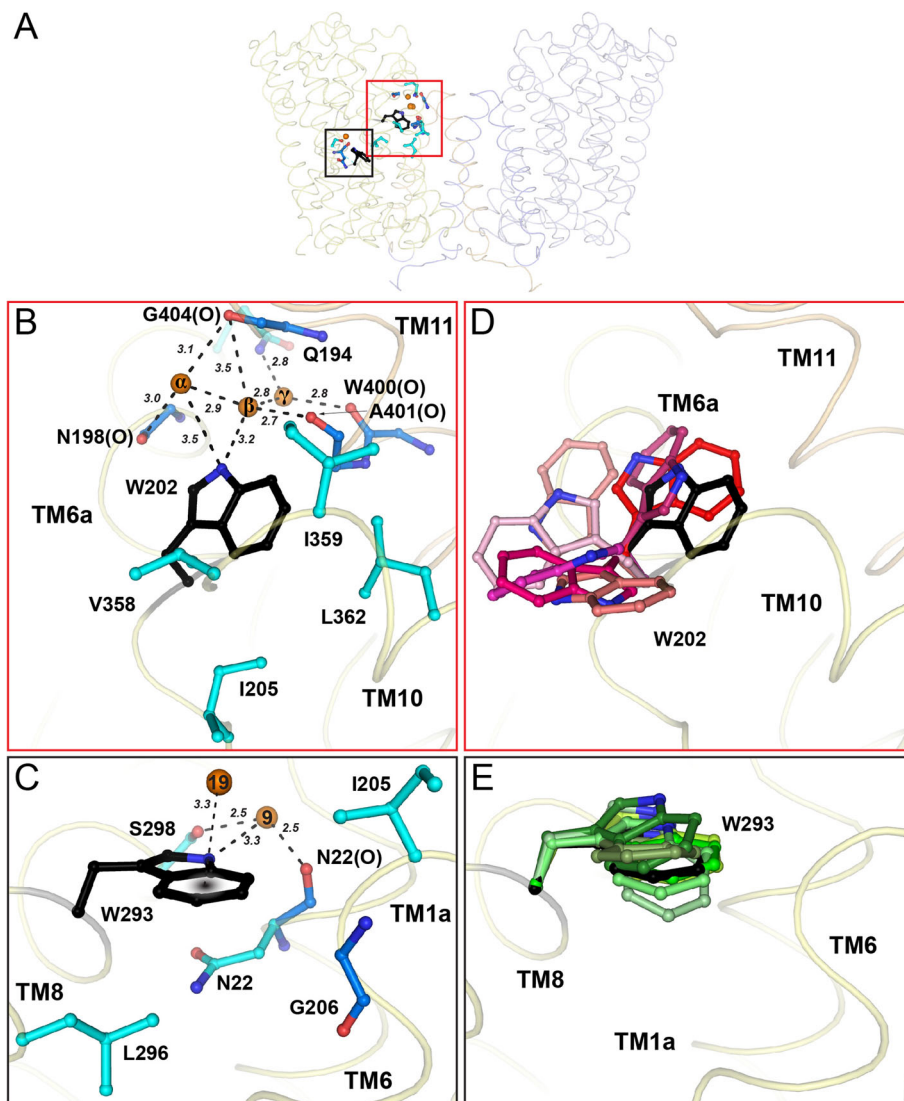 A
B
G404(O)
TM11
Q194
3.1
3.5
2.8
α
W400(O)
2.8
γ
2.8
3.0
2.9
β
2.7
A401(O)
N198(O)
3.5
3.2
W202
TM6a
I359
V358
L362
I205
TM10
D
TM11
TM6a
TM10
W202
C
19
I205
3.3
2.5
9
S298
3.3
2.5
N22(O)
W293
TM1a
TM8
N22
G206
L296
TM6
E
W293
TM6
TM8
TM1a